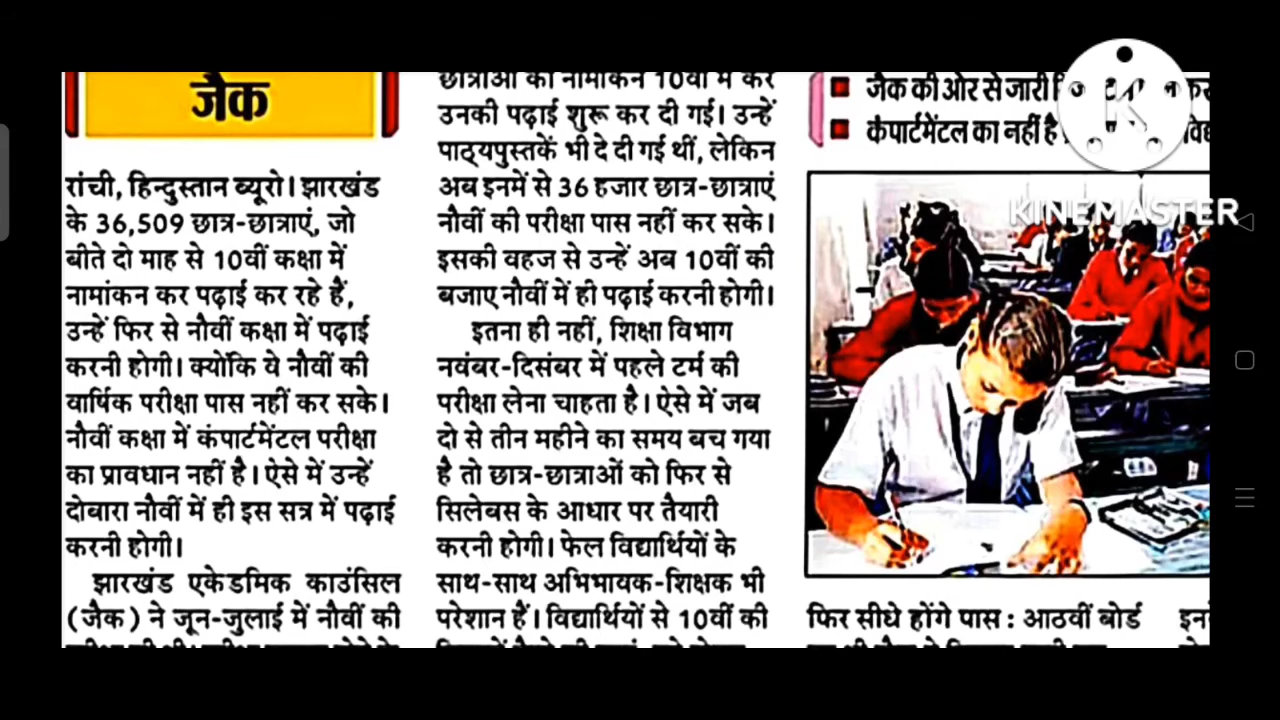 जैक
रांची, हिन्दुस्तान ब्यूरो। झारखंड
के 36,509 छात्र-छात्राएं, जो
बीते दो माह से 10वीं कक्षा में
नामांकन कर पढ़ाई कर रहे हैं,
उन्हें फिर से नौवीं कक्षा में पढ़ाई
करनी होगी। क्योंकि वे नौवीं की
वार्षिक परीक्षा पास नहीं कर सके।
नौवीं कक्षा में कंपार्टमेंटल परीक्षा
का प्रावधान नहीं है। ऐसे में उन्हें
दोबारा नौवीं में ही इस सत्र में पढ़ाई
करनी होगी।
झारखंड एकेडमिक काउंसिल
(जैक) ने जून-जुलाई में नौवीं की
छात्राओं का नामांकन 10वीं में कर
उनकी पढ़ाई शुरू कर दी गई। उन्हें
पाठ्यपुस्तकें भी दे दी गई थीं, लेकिन
अब इनमें से 36 हजार छात्र-छात्राएं
नौवीं की परीक्षा पास नहीं कर सके।
इसकी वहज से उन्हें अब 10वीं की
बजाए नौवीं में ही पढ़ाई करनी होगी।
इतना ही नहीं, शिक्षा विभाग
नवंबर-दिसंबर में पहले टर्म की
परीक्षा लेना चाहता है। ऐसे में जब
दो से तीन महीने का समय बच गया
है तो छात्र-छात्राओं को फिर से
सिलेबस के आधार पर तैयारी
करनी होगी। फेल विद्यार्थियों के
साथ-साथ अभिभावक-शिक्षक भी
परेशान हैं। विद्यार्थियों से 10वीं की
जैक की ओर से जारी
कंपार्टमेंटल का नहीं है
KINEMASTER
फिर सीधे होंगे पास : आठवीं बोर्ड